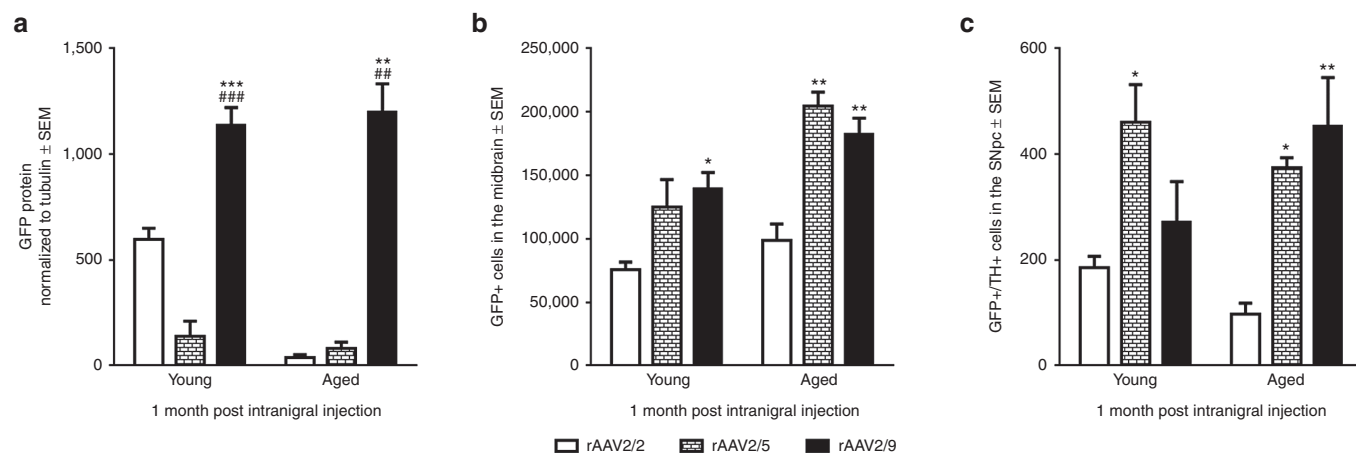 a
GFP protein
normalized to tubulin ± SEM
1,500
1,000
500
0
***
###
**
##
Young
Aged
1 month post intranigral injection
b
GFP+ cells in the midbrain ± SEM
250,000
200,000
150,000
100,000
50,000
0
*
**
**
Young
Aged
1 month post intranigral injection
c
GFP+/TH+ cells in the SNpc ± SEM
600
400
200
0
*
*
**
Young
Aged
1 month post intranigral injection
rAAV2/2
rAAV2/5
rAAV2/9